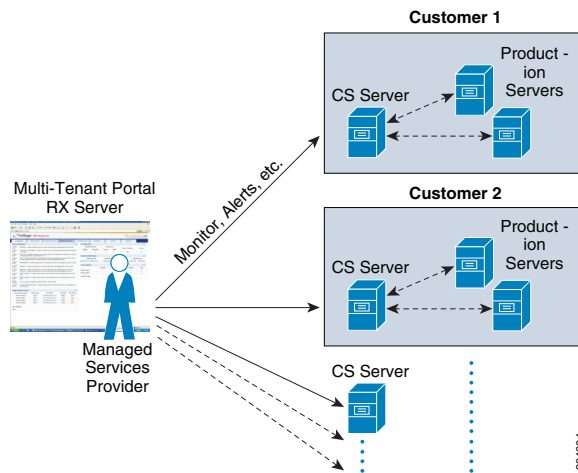 Customer 1
Product -
ion
Servers
CS Server
Monitor, Alerts, etc.
Multi-Tenant Portal
RX Server
Customer 2
Product -
ion
Servers
CS Server
Managed
Services
Provider
CS Server